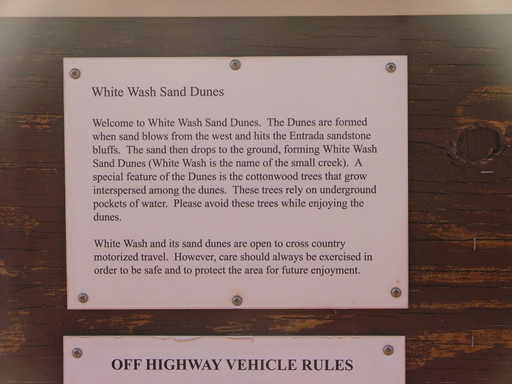 White Wash Sand Dunes
Welcome to White Wash Sand Dunes. The Dunes are formed
when sand blows from the west and hits the Entrada sandstone
bluffs. The sand then drops to the ground, forming White Wash
Sand Dunes (White Wash is the name of the small creek). A
special feature of the Dunes is the cottonwood trees that grow
interspersed among the dunes. These trees rely on underground
pockets of water. Please avoid these trees while enjoying the
dunes.
White Wash and its sand dunes are open to cross country
motorized travel. However, care should always be exercised in
order to be safe and to protect the area for future enjoyment.
OFF HIGHWAY VEHICLE RULES